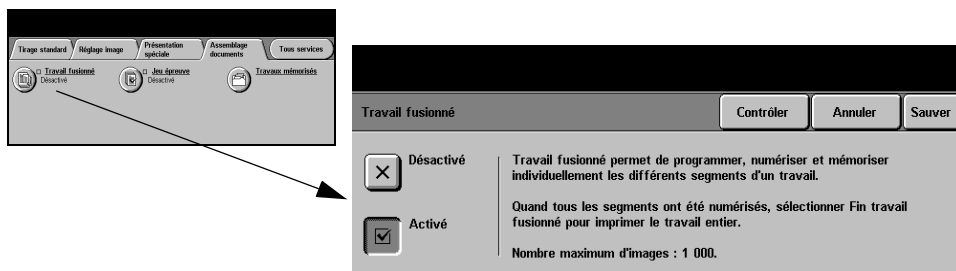 Tirage standard
Réglage image
Présentation
spéciale
Assemblage
documents
Tous services
Travail fusionné
Désactivé
Jeu épreuve
Désactivé
Travaux mémorisés
Travail fusionné
Contrôler
Annuler
Sauver
Désactivé
Activé
Travail fusionné permet de programmer, numériser et mémoriser
individuellement les différents segments d'un travail.
Quand tous les segments ont été numérisés, sélectionner Fin travail
fusionné pour imprimer le travail entier.
Nombre maximum d'images : 1 000.